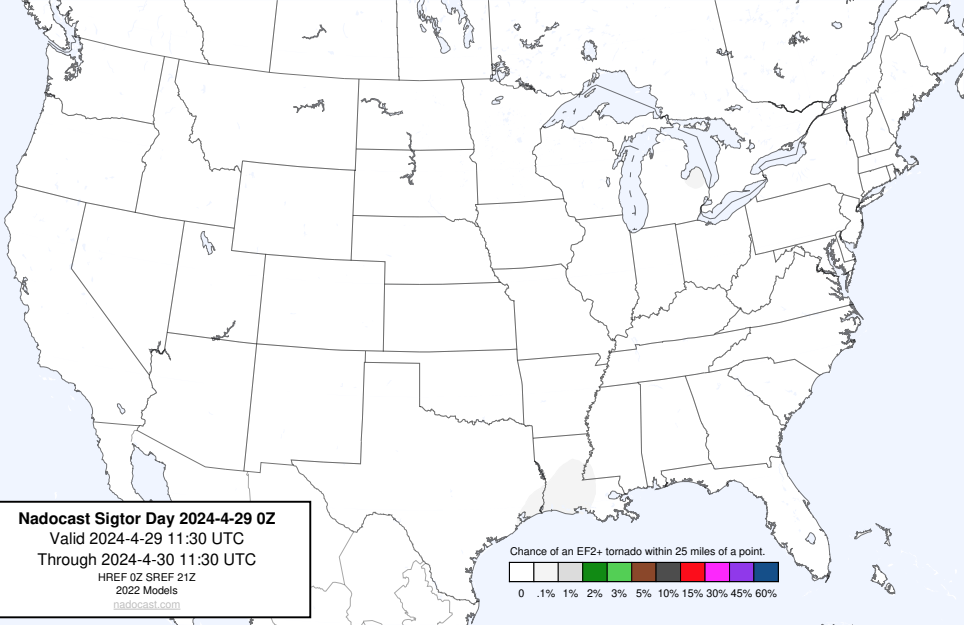 Nadocast Sigtor Day 2024-4-29 0Z
Valid 2024-4-29 11:30 UTC
Through 2024-4-30 11:30 UTC
HREF 0Z SREF 21Z
2022 Models
nadocast.com
Chance of an EF2+ tornado within 25 miles of a point.
0 .1% 1% 2% 3% 5% 10% 15% 30% 45% 60%